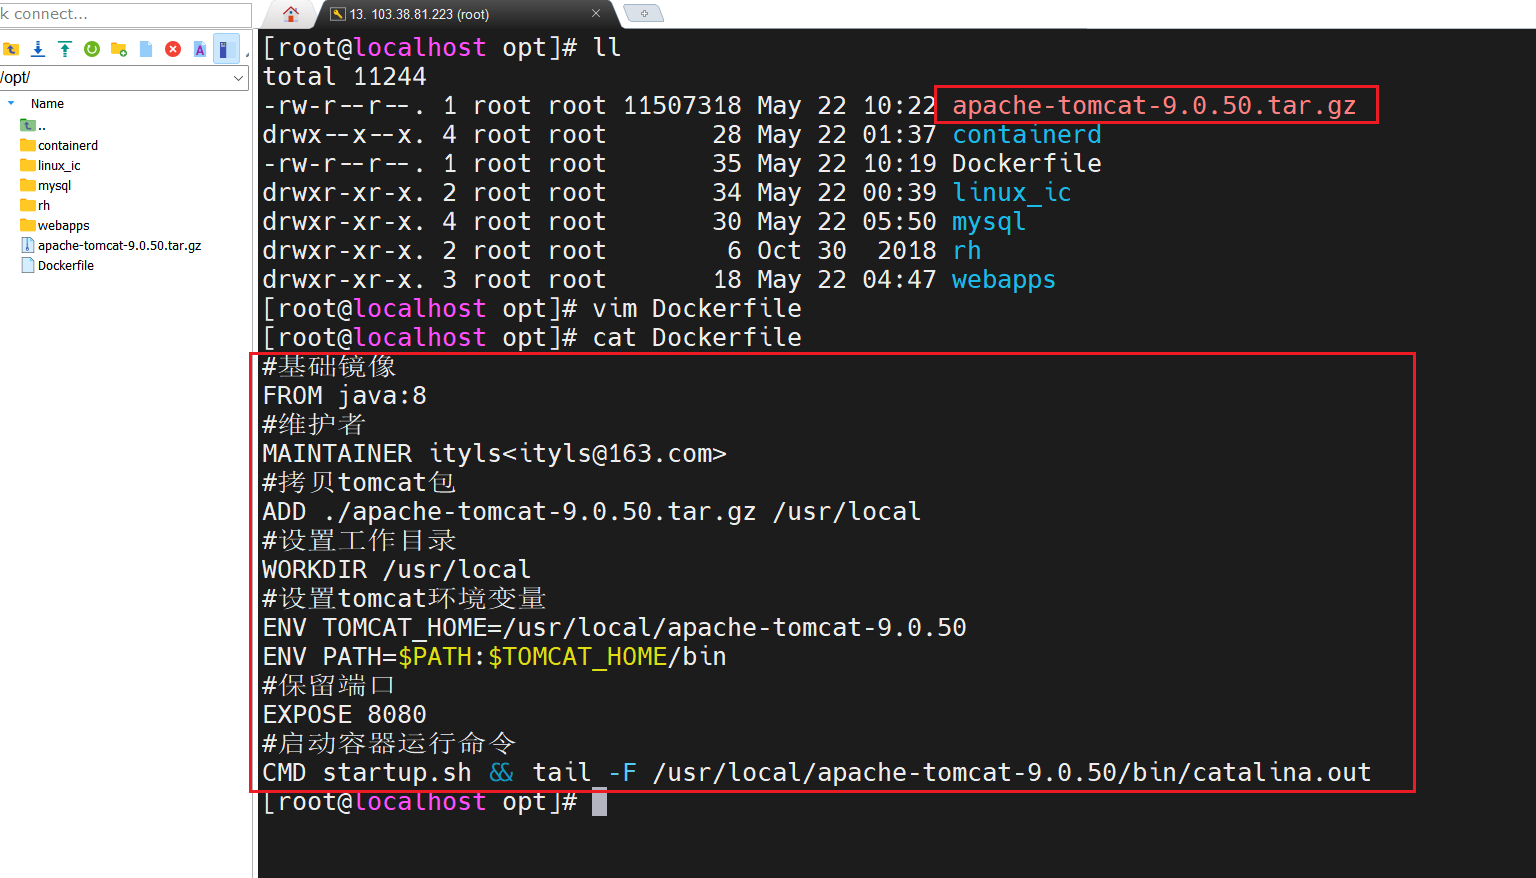 k connect...
13. 103.38.81.223 (root)
/opt/
Name
..
containerd
linux_ic
mysql
rh
webapps
apache-tomcat-9.0.50.tar.gz
Dockerfile
[root@localhost opt]# ll
total 11244
-rw-r--r--. 1 root root 11507318 May 22 10:22 apache-tomcat-9.0.50.tar.gz
drwx--x--x. 4 root root       28 May 22 01:37 containerd
-rw-r--r--. 1 root root       35 May 22 10:19 Dockerfile
drwxr-xr-x. 2 root root       34 May 22 00:39 linux_ic
drwxr-xr-x. 4 root root       30 May 22 05:50 mysql
drwxr-xr-x. 2 root root        6 Oct 30  2018 rh
drwxr-xr-x. 3 root root       18 May 22 04:47 webapps
[root@localhost opt]# vim Dockerfile
[root@localhost opt]# cat Dockerfile
#基础镜像
FROM java:8
#维护者
MAINTAINER ityls<ityls@163.com>
#拷贝tomcat包
ADD ./apache-tomcat-9.0.50.tar.gz /usr/local
#设置工作目录
WORKDIR /usr/local
#设置tomcat环境变量
ENV TOMCAT_HOME=/usr/local/apache-tomcat-9.0.50
ENV PATH=$PATH:$TOMCAT_HOME/bin
#保留端口
EXPOSE 8080
#启动容器运行命令
CMD startup.sh && tail -F /usr/local/apache-tomcat-9.0.50/bin/catalina.out
[root@localhost opt]#